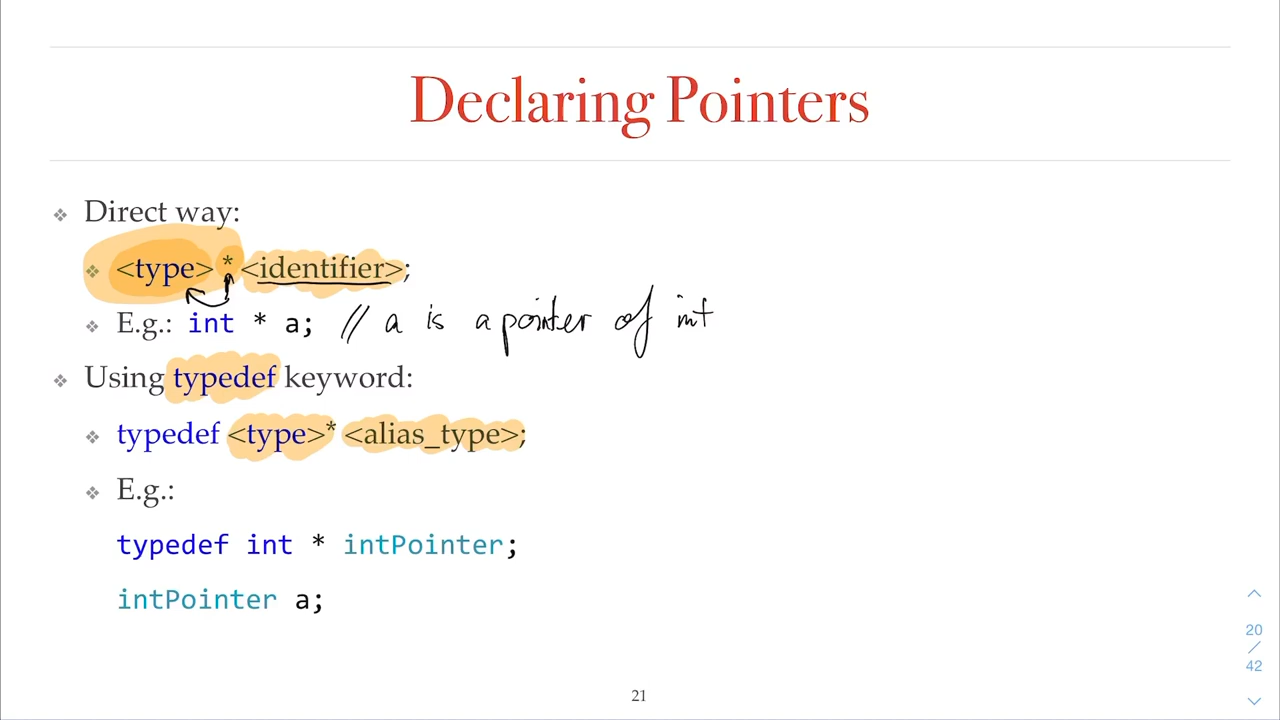 Declaring Pointers
❖ Direct way:
❖ <type> * <identifier>;
❖ E.g.: int * a; // a is a pointer of int
❖ Using typedef keyword:
❖ typedef <type>* <alias_type>;
❖ E.g.:
typedef int * intPointer;
intPointer a;
20
/
42
21